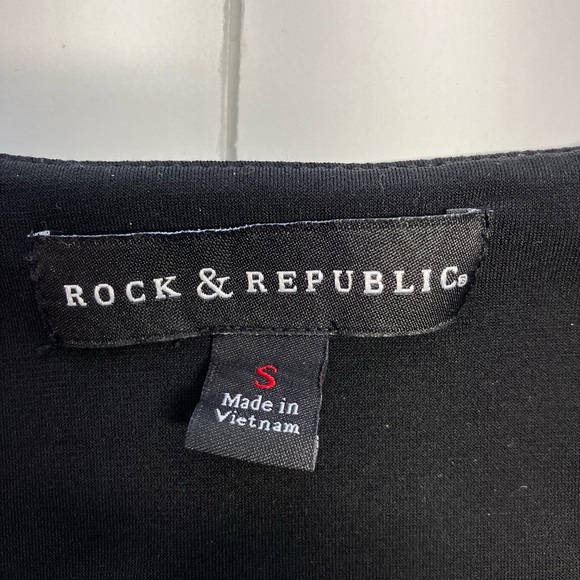 ROCK & REPUBLIC®
S
Made in
Vietnam